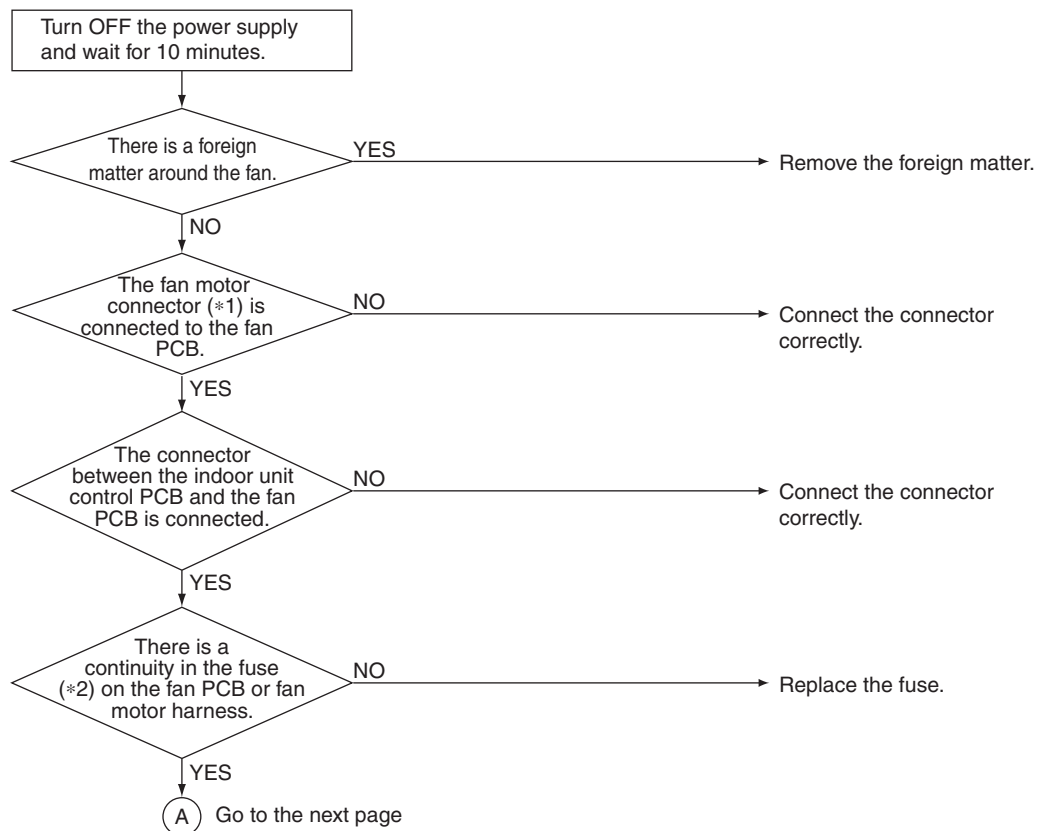 Turn OFF the power supply
and wait for 10 minutes.
There is a foreign
matter around the fan.
YES
Remove the foreign matter.
NO
The fan motor
connector (*1) is
connected to the fan
PCB.
NO
Connect the connector
correctly.
YES
The connector
between the indoor unit
control PCB and the fan
PCB is connected.
NO
Connect the connector
correctly.
YES
There is a
continuity in the fuse
(*2) on the fan PCB or fan
motor harness.
NO
Replace the fuse.
YES
A Go to the next page